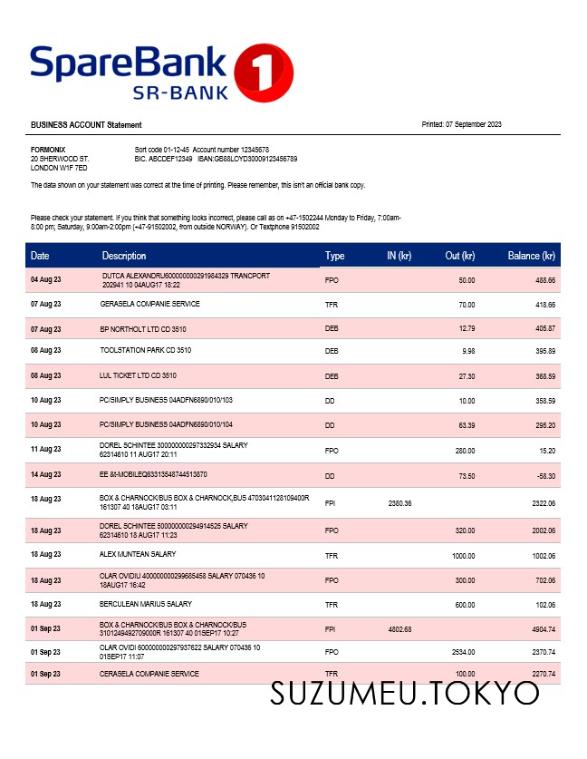 SpareBank 1
SR-BANK
BUSINESS ACCOUNT Statement Printed: 07 September 2023
FORMONIX Sort code 01-12-45 Account number 12345678
20 SHERWOOD ST. BIC. ABCDEF12349 IBAN:GB88LOYD30009123456789
LONDON W1F 7ED
The data shown on your statement was correct at the time of printing. Please remember, this isn't an official bank copy.
Please check your statement. If you think that something looks incorrect, please call as on +47-1502244 Monday to Friday, 7:00am-
8:00 pm; Saturday, 9:00am-2:00pm (+47-91502002, from outside NORWAY). Or Textphone 91502002
Date Description Type IN (kr) Out (kr) Balance (kr)
04 Aug 23 DUTCA ALEXANDRU600000000291984329 TRANCPORT
202941 10 04AUG17 18:22 FPO 50.00 488.66
07 Aug 23 GERASELA COMPANIE SERVICE TFR 70.00 418.66
07 Aug 23 BP NORTHOLT LTD CD 3510 DEB 12.79 405.87
08 Aug 23 TOOLSTATION PARK CD 3510 DEB 9.98 395.89
08 Aug 23 LUL TICKET LTD CD 3510 DEB 27.30 368.59
10 Aug 23 PC/SIMPLY BUSINESS 04ADFN6890/010/103 DD 10.00 358.59
10 Aug 23 PC/SIMPLY BUSINESS 04ADFN6890/010/104 DD 63.39 295.20
11 Aug 23 DOREL SCHINTEE 300000000297332934 SALARY
62314610 11 AUG17 20:11 FPO 280.00 15.20
14 Aug 23 EE &t-MOBILEQ63313548744513870 DD 73.50 -58.30
18 Aug 23 BOX & CHARNOCK/BUS BOX & CHARNOCK,BUS 4703041128109400R
161307 40 18AUG17 03:11 FPI 2380.36 2322.06
18 Aug 23 DOREL SCHINTEE 500000000294914525 SALARY
62314610 18 AUG17 11:23 FPO 320.00 2002.06
18 Aug 23 ALEX MUNTEAN SALARY TFR 1000.00 1002.06
18 Aug 23 OLAR OVIDIU 400000000299685458 SALARY 070436 10
18AUG17 16:42 FPO 300.00 702.06
18 Aug 23 BERCULEAN MARIUS SALARY TFR 600.00 102.06
01 Sep 23 BOX & CHARNOCK/BUS BOX & CHARNOCK/BUS
3101249492709000R 161307 40 01SEP17 10:27 FPI 4802.68 4904.74
01 Sep 23 OLAR OVIDI 600000000297937622 SALARY 070436 10
01SEP17 11:07 FPO 2534.00 2370.74
01 Sep 23 CERASELA COMPANIE SERVICE TFR 100.00 2270.74
SUZUMEU.TOKYO